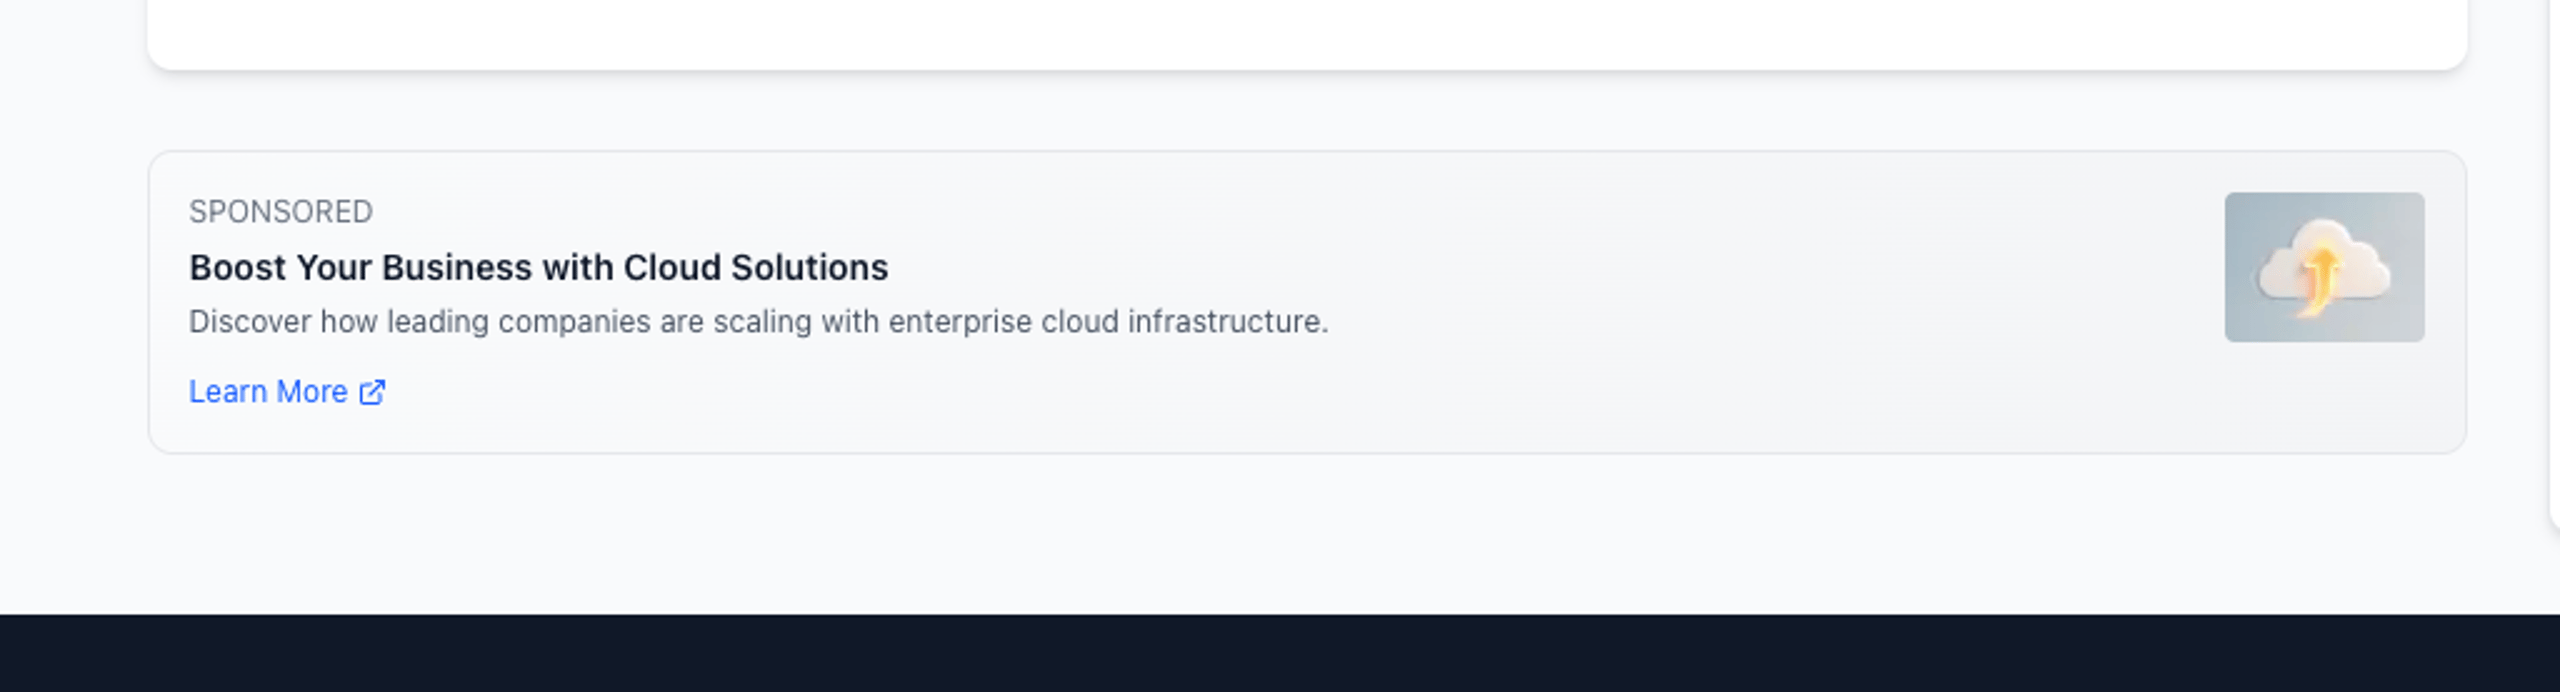 SPONSORED
Boost Your Business with Cloud Solutions
Discover how leading companies are scaling with enterprise cloud infrastructure.
Learn More